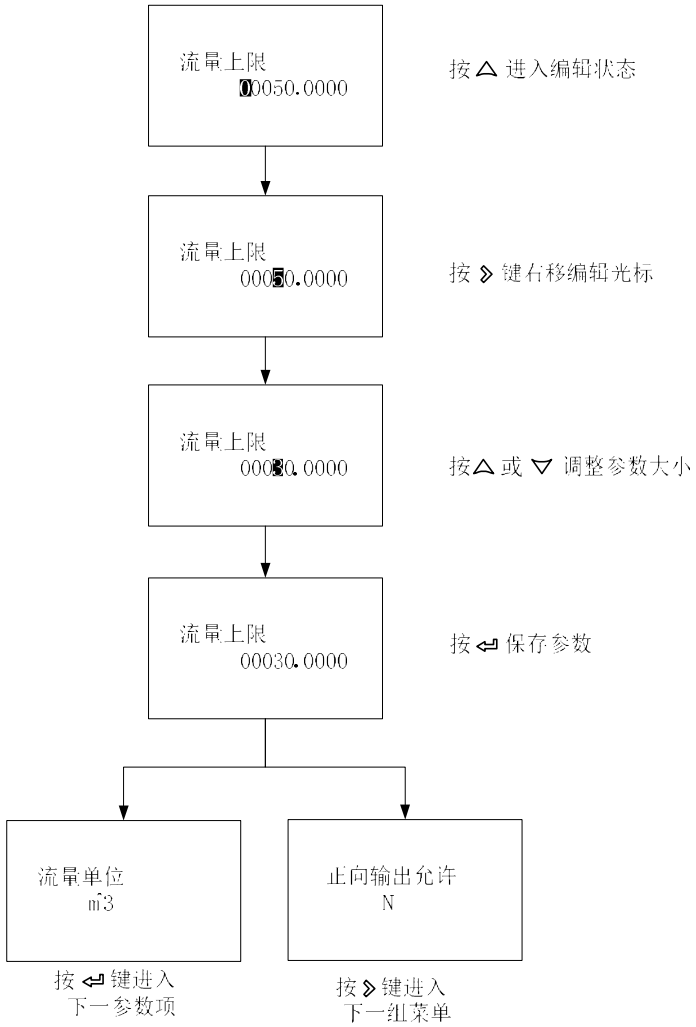 流量上限
00050.0000
按 △ 进入编辑状态
流量上限
00050.0000
按 》 键右移编辑光标
流量上限
00030.0000
按△ 或 ▽ 调整参数大小
流量上限
00030.0000
按 ↵ 保存参数
流量单位
m^3
按 ↵ 键进入
下一参数项
正向输出允许
N
按 》 键进入
下一组菜单